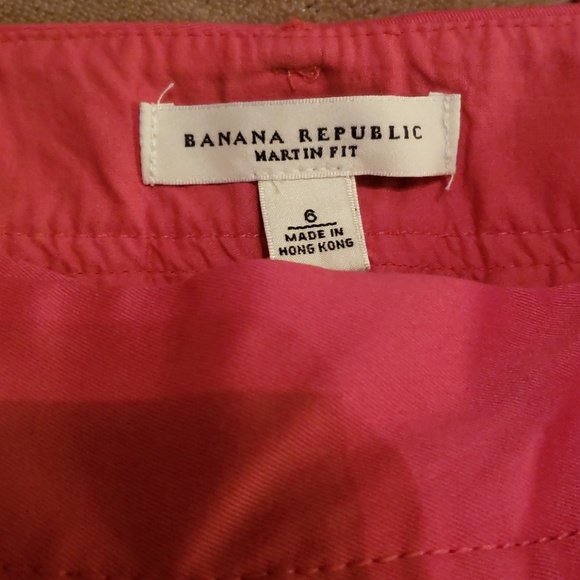 BANANA REPUBLIC
MARTIN FIT
6
MADE IN
HONG KONG